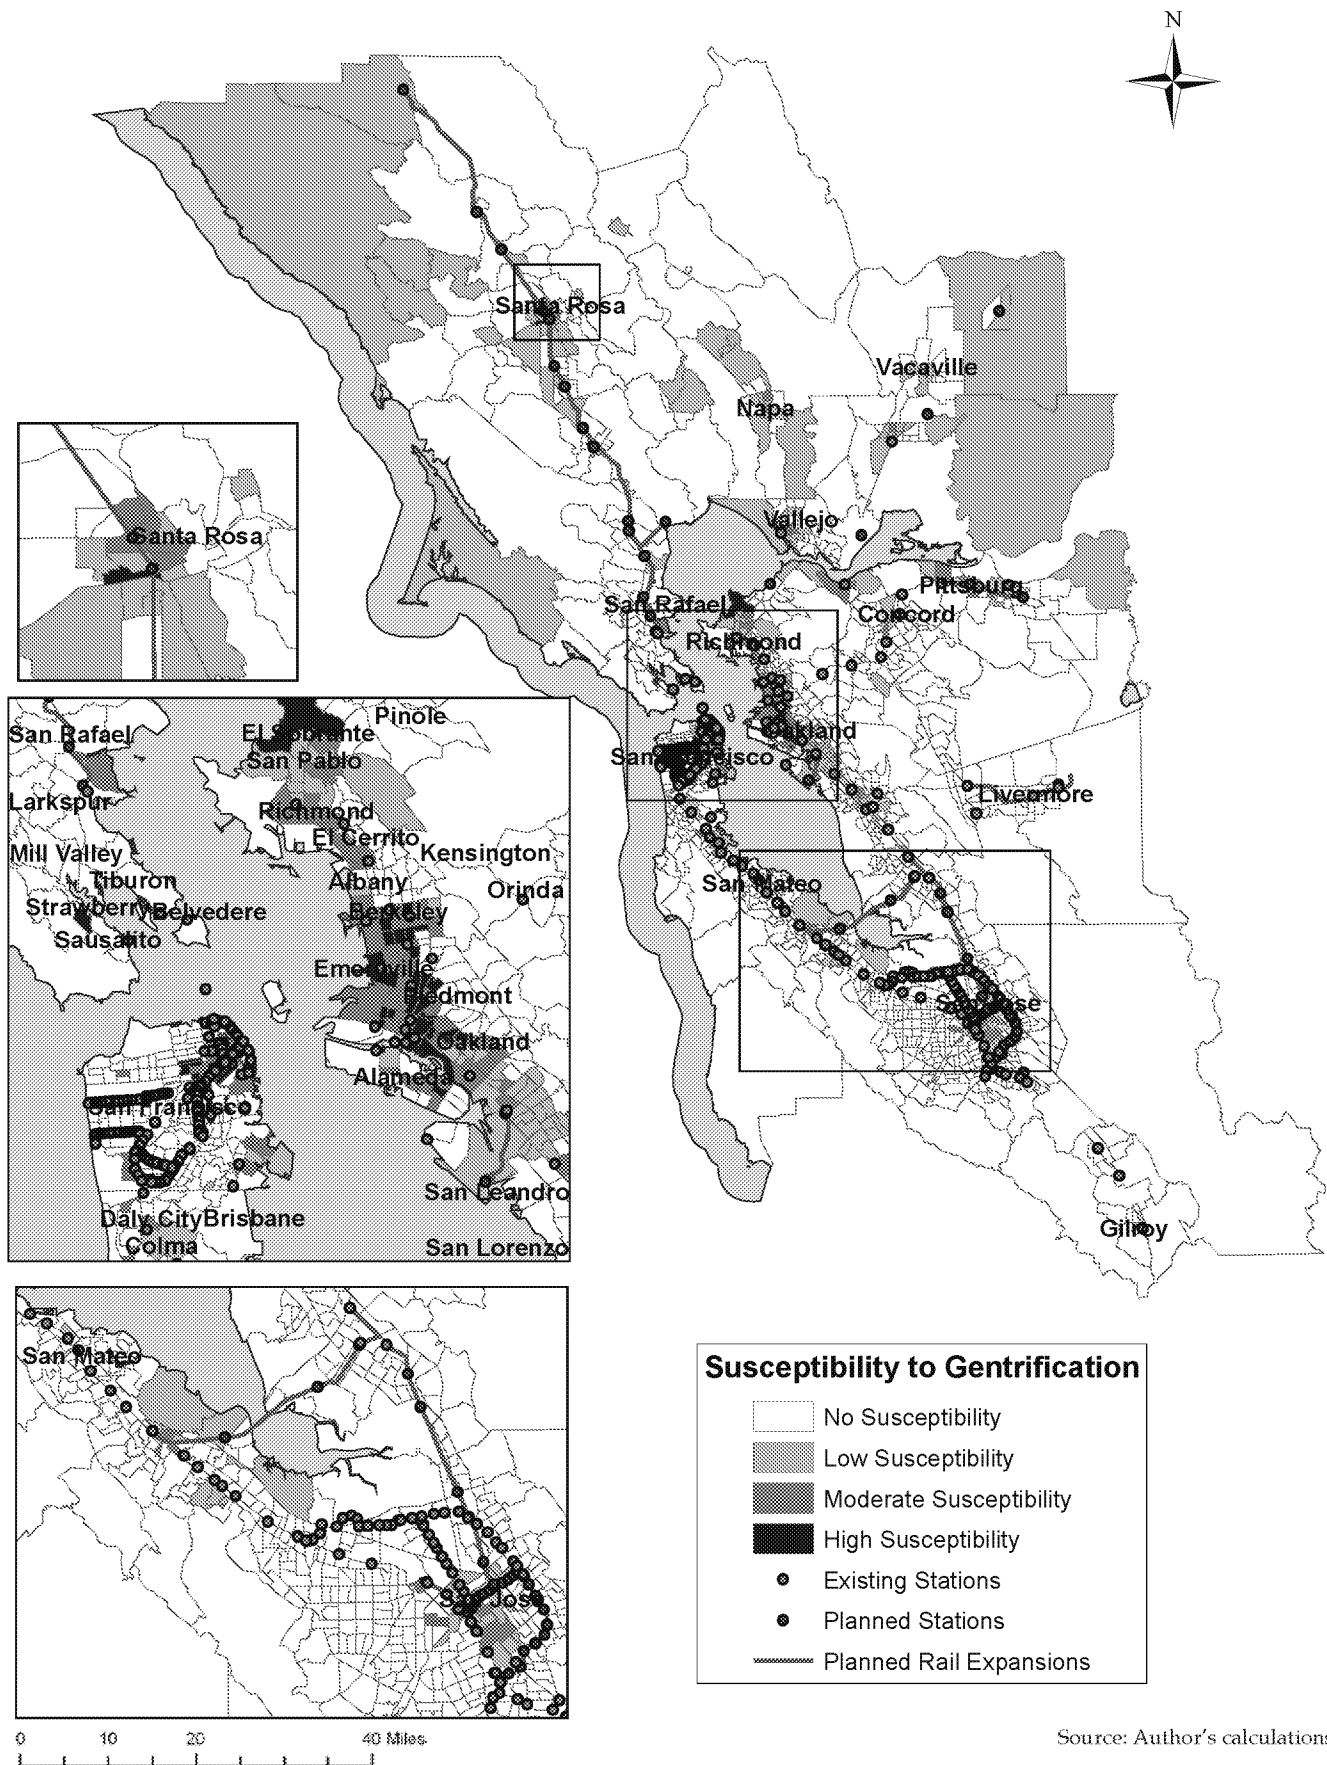 N
Santa Rosa
Vacaville
Napa
Santa Rosa
Vallejo
Pittsburg
San Rafael
Concord
Richmond
Oakland
San Francisco
Livermore
San Mateo
San Jose
Gilroy
Pinole
San Rafael
El Sobrante
San Pablo
Larkspur
Richmond
El Cerrito
Mill Valley
Kensington
Tiburon
Albany
Orinda
Strawberry
Belvedere
Berkeley
Sausalito
Emeryville
Piedmont
Oakland
Alameda
San Francisco
San Leandro
Daly City
Brisbane
Colma
San Lorenzo
San Mateo
San Jose
Susceptibility to Gentrification
No Susceptibility
Low Susceptibility
Moderate Susceptibility
High Susceptibility
Existing Stations
Planned Stations
Planned Rail Expansions
0 10 20 40 Miles
Source: Author's calculations